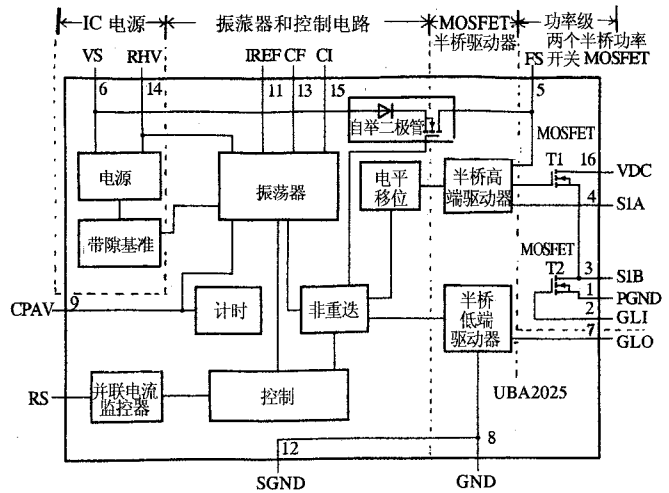 IC 电源
振荡器和控制电路
MOSFET
半桥驱动器
功率级
两个半桥功率
开关 MOSFET
VS
RHV
IREF
CF
CI
FS
6
14
11
13
15
5
自举二极管
MOSFET
T1
16
VDC
电源
振荡器
电平
移位
半桥高
端驱动器
4
S1A
带隙基准
MOSFET
T2
3
S1B
1
PGND
2
GLI
7
GLO
CPAV
9
计时
非重迭
半桥
低端
驱动器
UBA2025
RS
并联电流
监控器
控制
12
8
SGND
GND